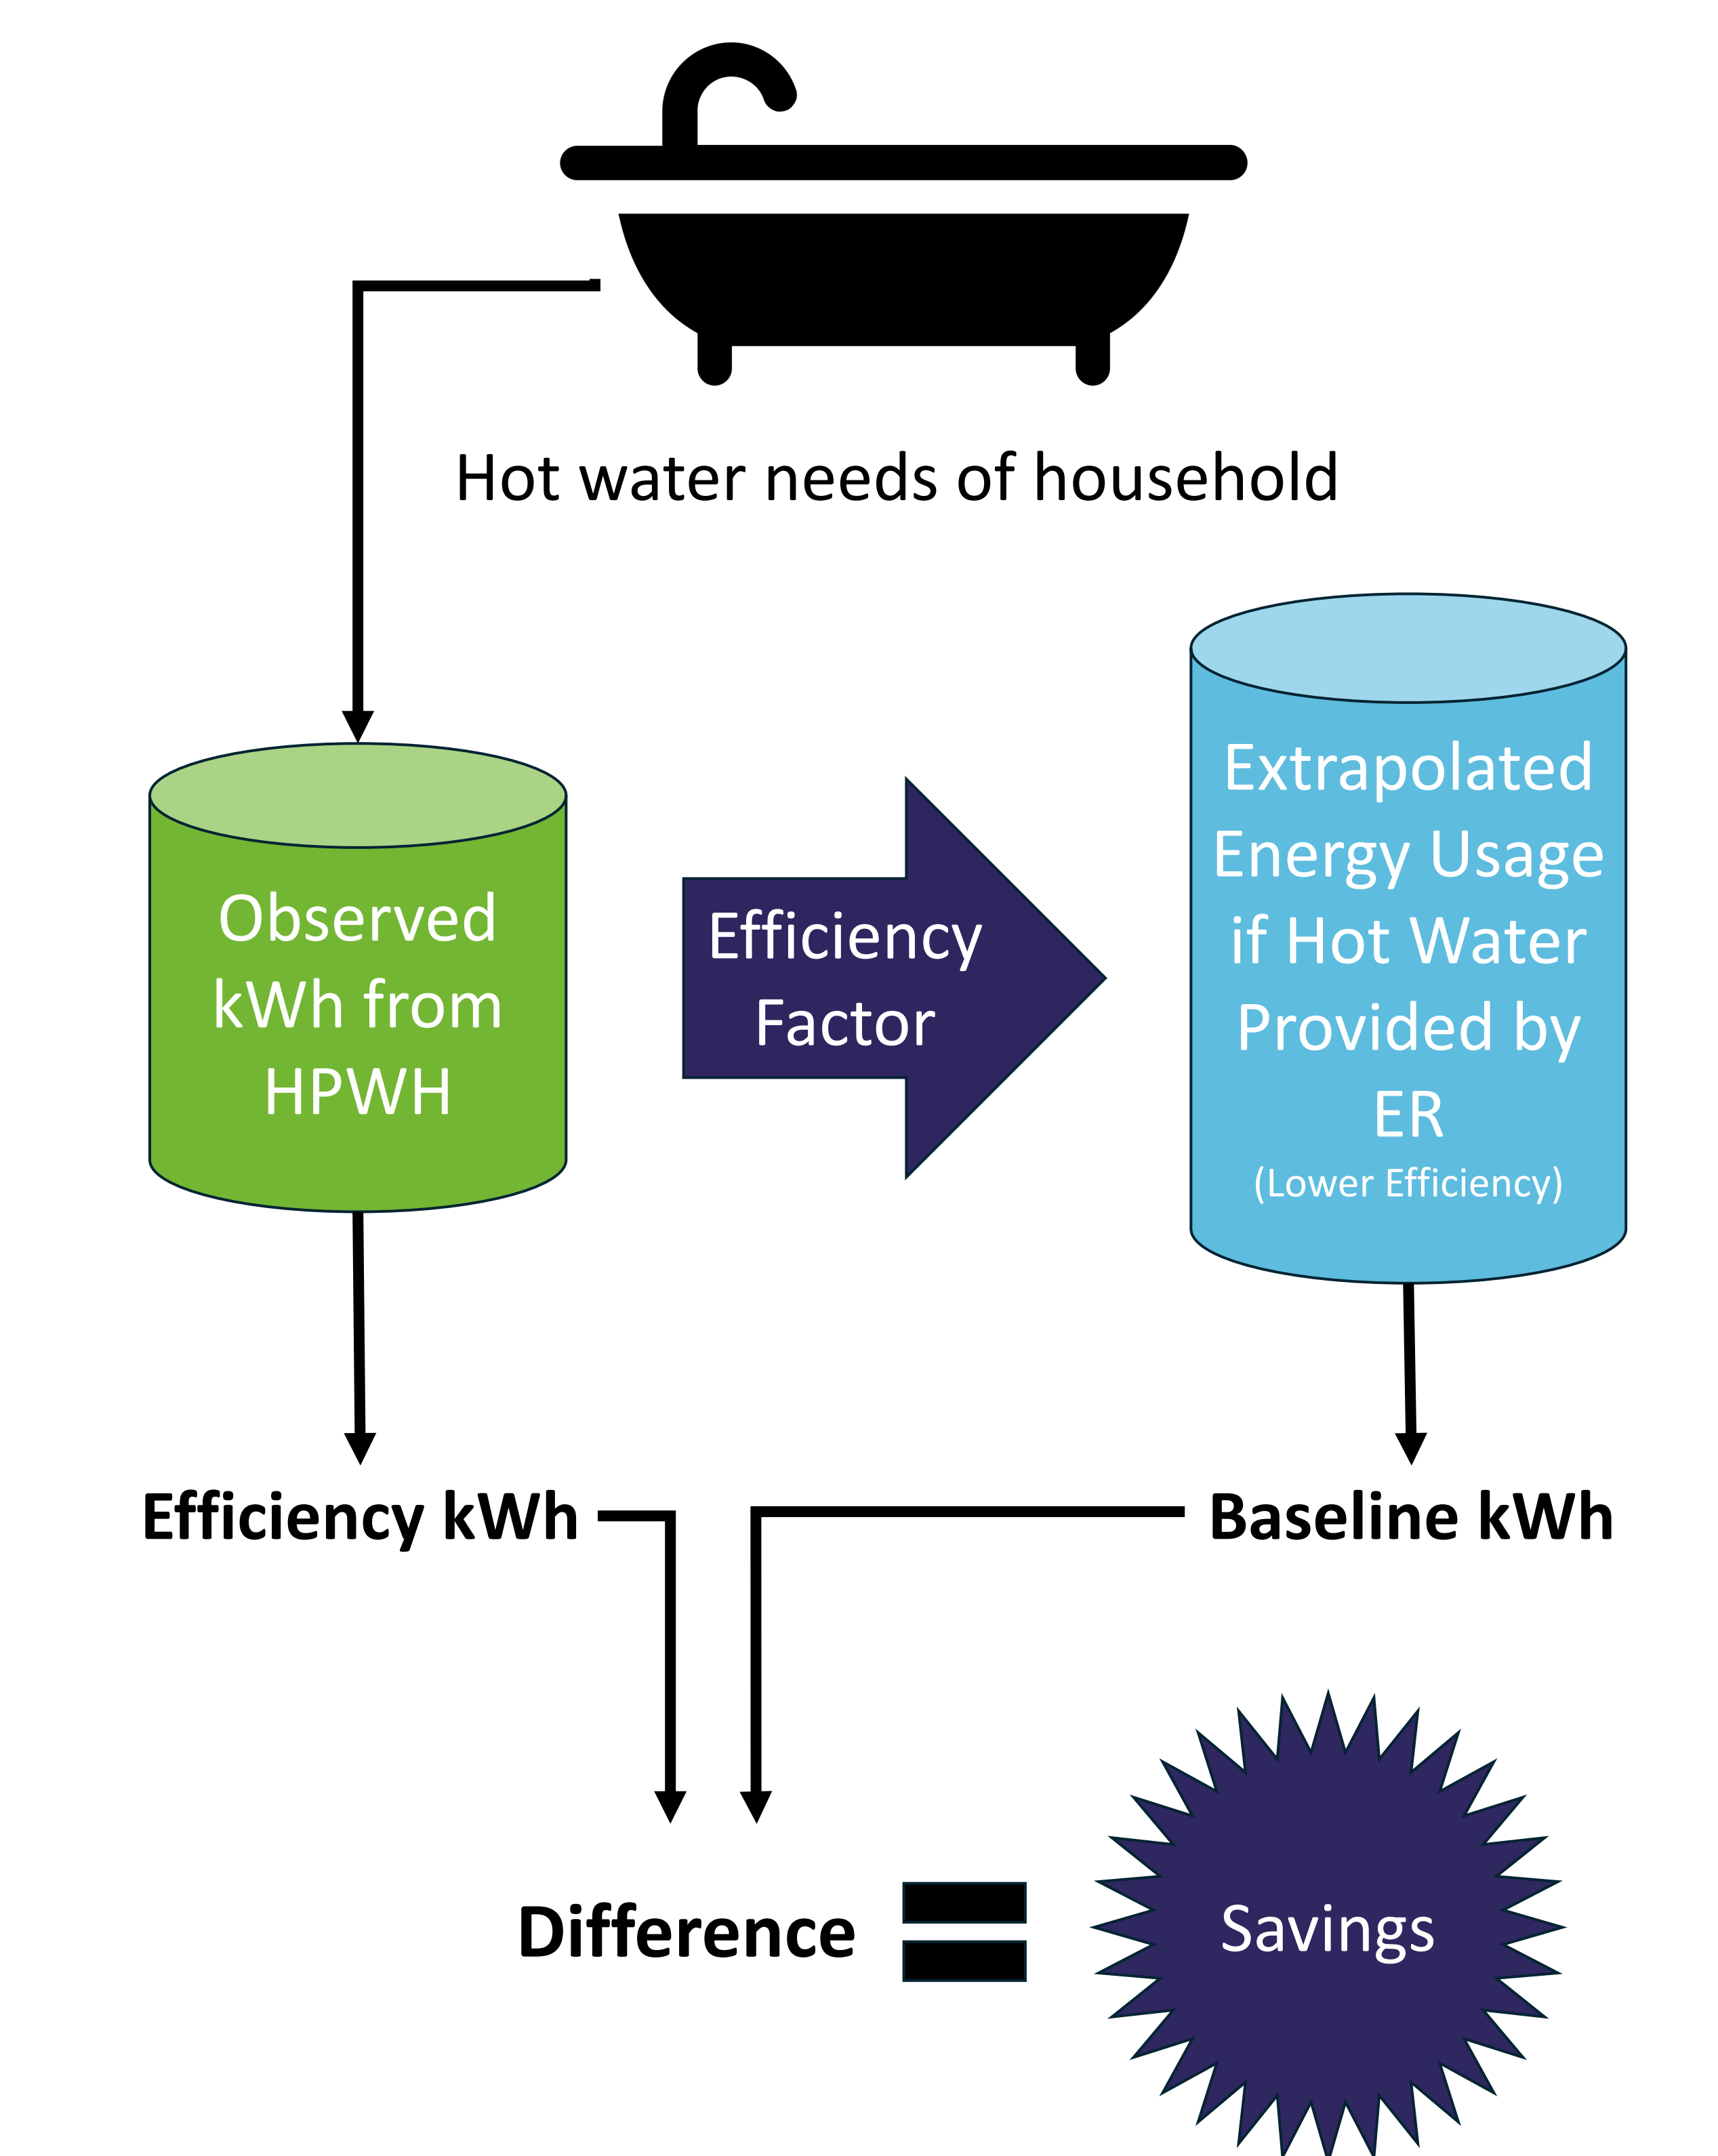 Hot water needs of household
Observed
kWh from
HPWH
Efficiency
Factor
Extrapolated
Energy Usage
if Hot Water
Provided by
ER
(Lower Efficiency)
Efficiency kWh
Baseline kWh
Difference
Savings